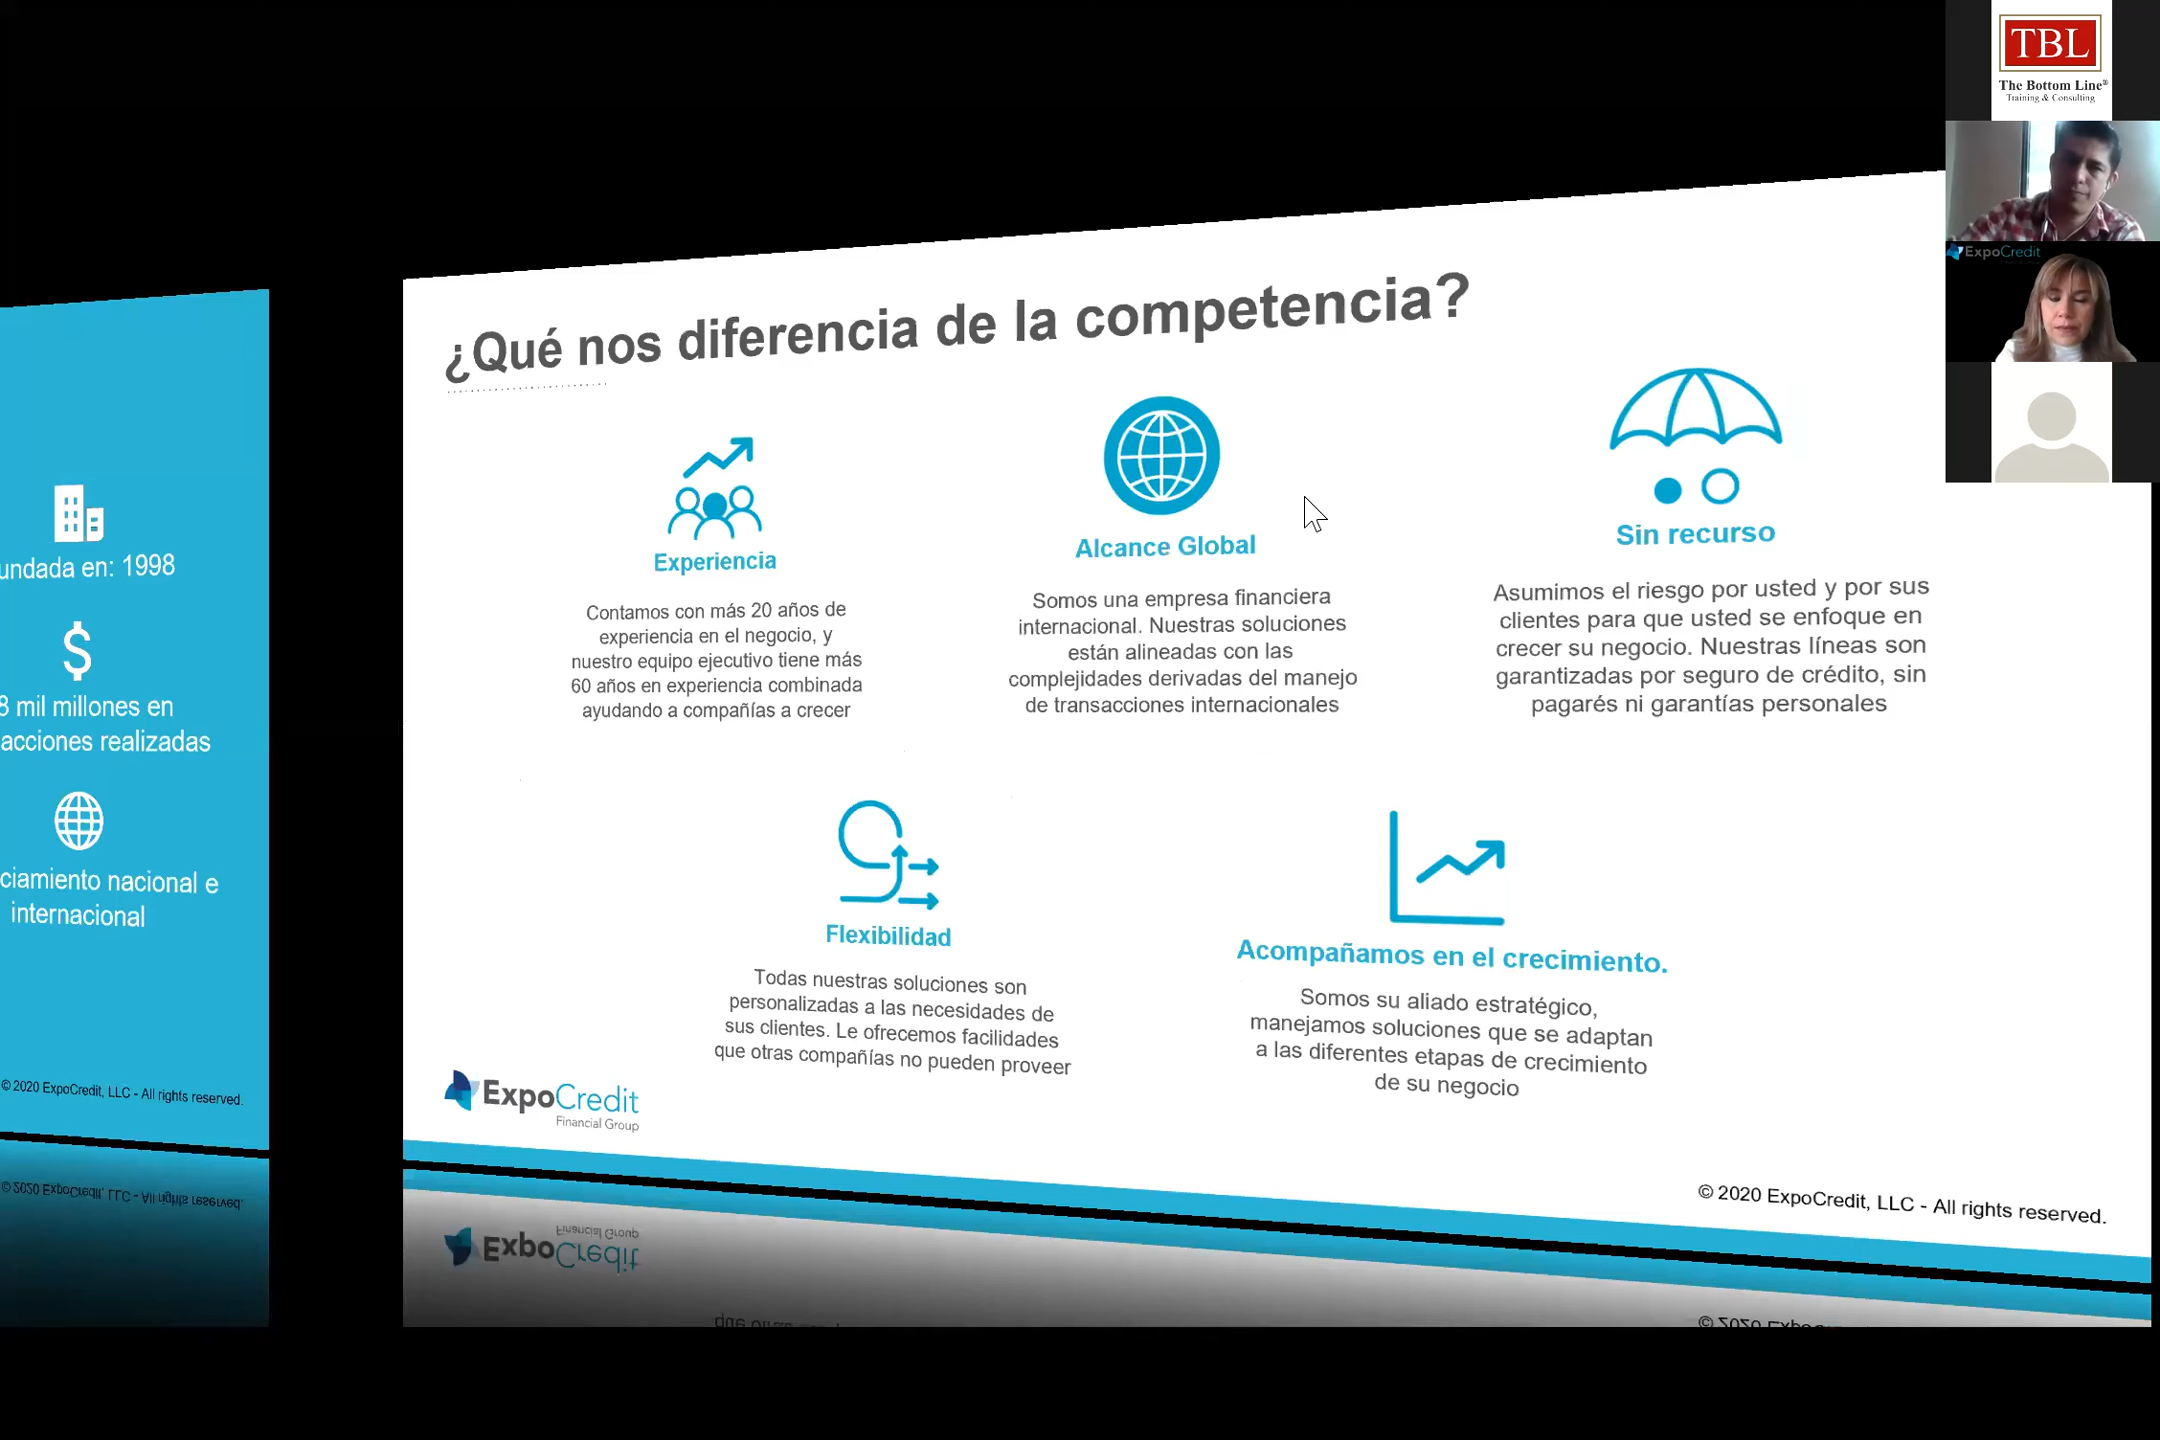 undada en: 1998
8 mil millones en
acciones realizadas
ciamiento nacional e
internacional
© 2020 ExpoCredit, LLC - All rights reserved.
¿Qué nos diferencia de la competencia?
Experiencia
Contamos con más 20 años de
experiencia en el negocio, y
nuestro equipo ejecutivo tiene más
60 años en experiencia combinada
ayudando a compañías a crecer
Alcance Global
Somos una empresa financiera
internacional. Nuestras soluciones
están alineadas con las
complejidades derivadas del manejo
de transacciones internacionales
Sin recurso
Asumimos el riesgo por usted y por sus
clientes para que usted se enfoque en
crecer su negocio. Nuestras líneas son
garantizadas por seguro de crédito, sin
pagarés ni garantías personales
Flexibilidad
Todas nuestras soluciones son
personalizadas a las necesidades de
sus clientes. Le ofrecemos facilidades
que otras compañías no pueden proveer
Acompañamos en el crecimiento.
Somos su aliado estratégico,
manejamos soluciones que se adaptan
a las diferentes etapas de crecimiento
de su negocio
ExpoCredit
Financial Group
© 2020 ExpoCredit, LLC - All rights reserved.
TBL
The Bottom Line®
Training & Consulting
ExpoCredit